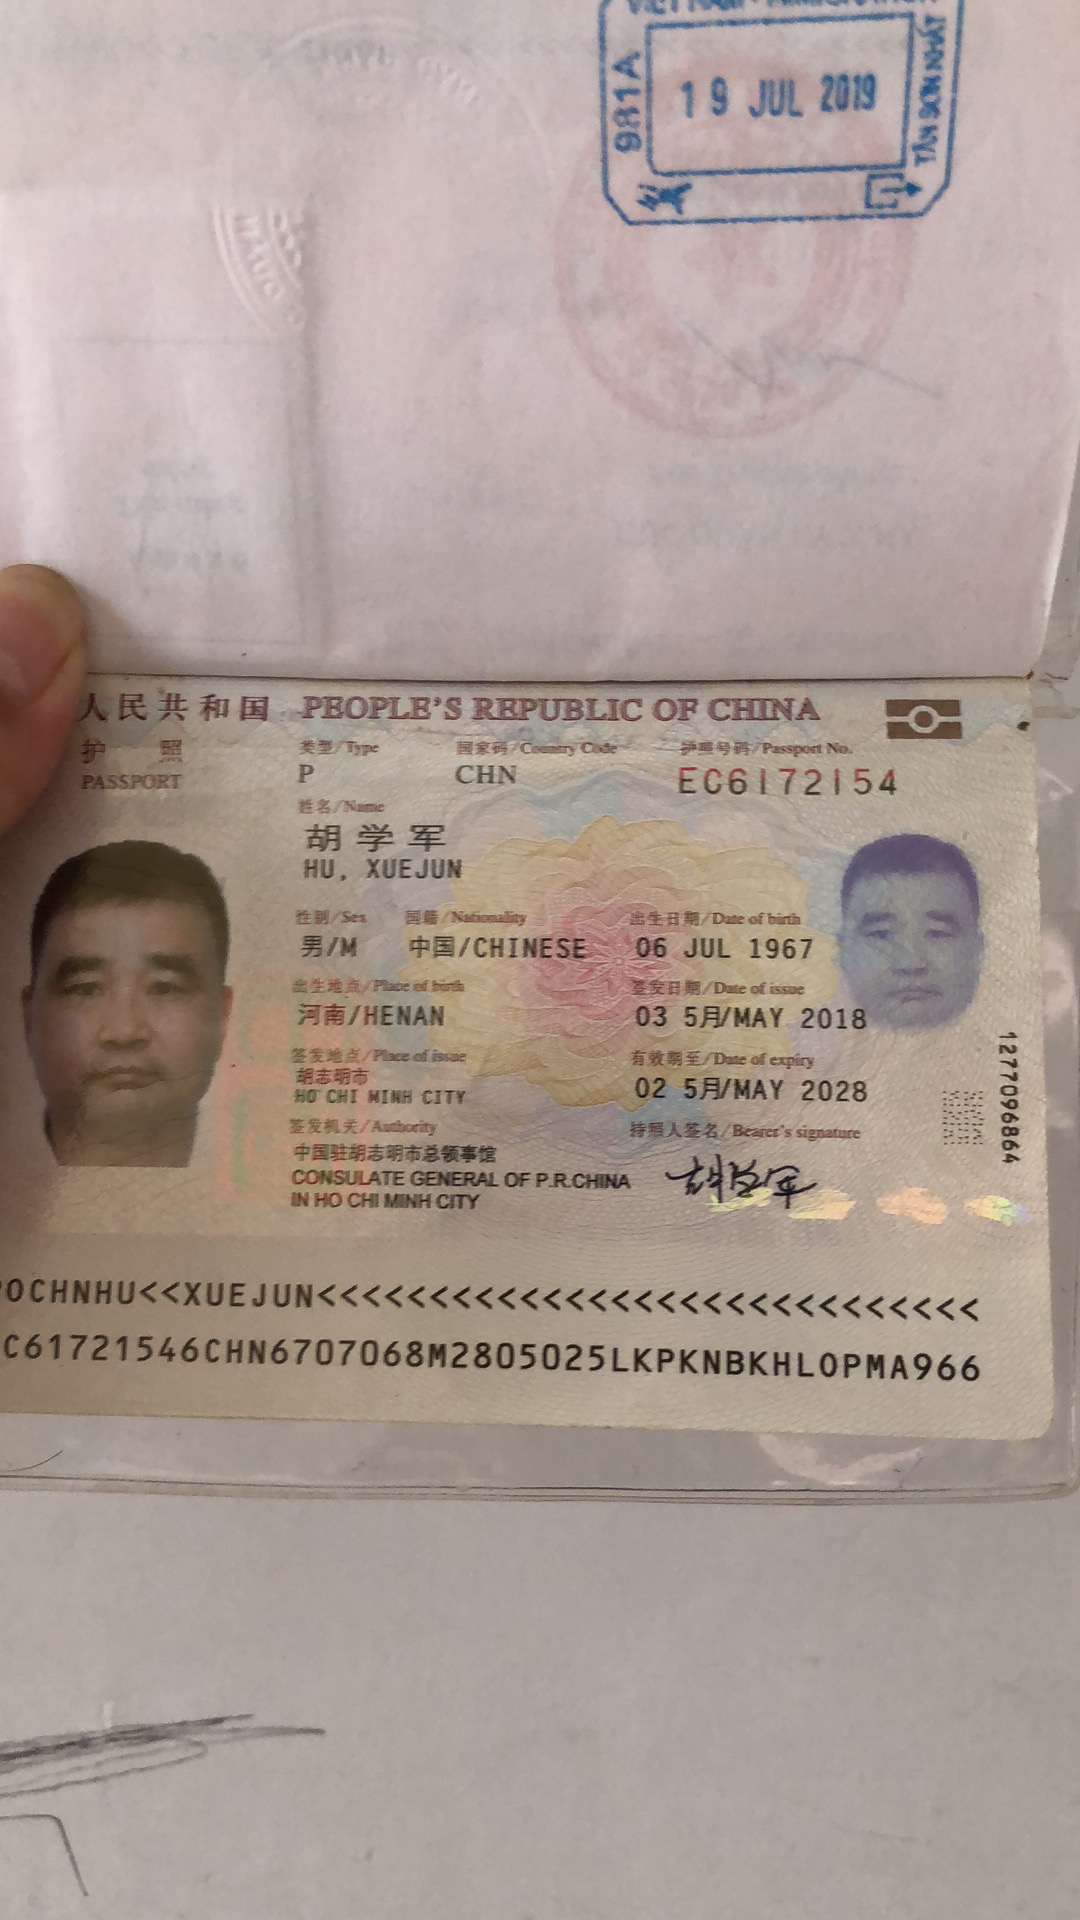 VIETNAM - IMMIGRATION
981A
19 JUL 2019
TÂN SƠN NHẤT
人民共和国 PEOPLE'S REPUBLIC OF CHINA
护 照
PASSPORT
类型/Type 国家码/Country Code 护照号码/Passport No.
P CHN EC6172154
姓名/Name
胡学军
HU, XUEJUN
性别/Sex 国籍/Nationality 出生日期/Date of birth
男/M 中国/CHINESE 06 JUL 1967
出生地点/Place of birth 签发日期/Date of issue
河南/HENAN 03 5月/MAY 2018
签发地点/Place of issue 有效期至/Date of expiry
胡志明市
HO CHI MINH CITY 02 5月/MAY 2028
签发机关/Authority 持照人签名/Bearer's signature
中国驻胡志明市总领事馆
CONSULATE GENERAL OF P.R.CHINA 胡学军
IN HO CHI MINH CITY
1277096864
POCHNHU<<XUEJUN<<<<<<<<<<<<<<<<<<<<<<<<<<<<<
C61721546CHN6707068M2805025LKPKNBKHLOPMA966